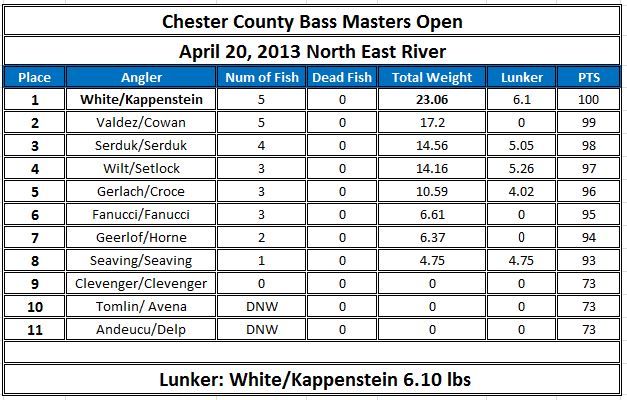 Chester County Bass Masters Open
April 20, 2013 North East River
Place Angler Num of Fish Dead Fish Total Weight Lunker PTS
1 White/Kappenstein 5 0 23.06 6.1 100
2 Valdez/Cowan 5 0 17.2 0 99
3 Serduk/Serduk 4 0 14.56 5.05 98
4 Wilt/Setlock 3 0 14.16 5.26 97
5 Gerlach/Croce 3 0 10.59 4.02 96
6 Fanucci/Fanucci 3 0 6.61 0 95
7 Geerlof/Horne 2 0 6.37 0 94
8 Seaving/Seaving 1 0 4.75 4.75 93
9 Clevenger/Clevenger 0 0 0 0 73
10 Tomlin/ Avena DNW 0 0 0 73
11 Andeucu/Delp DNW 0 0 0 73
Lunker: White/Kappenstein 6.10 lbs